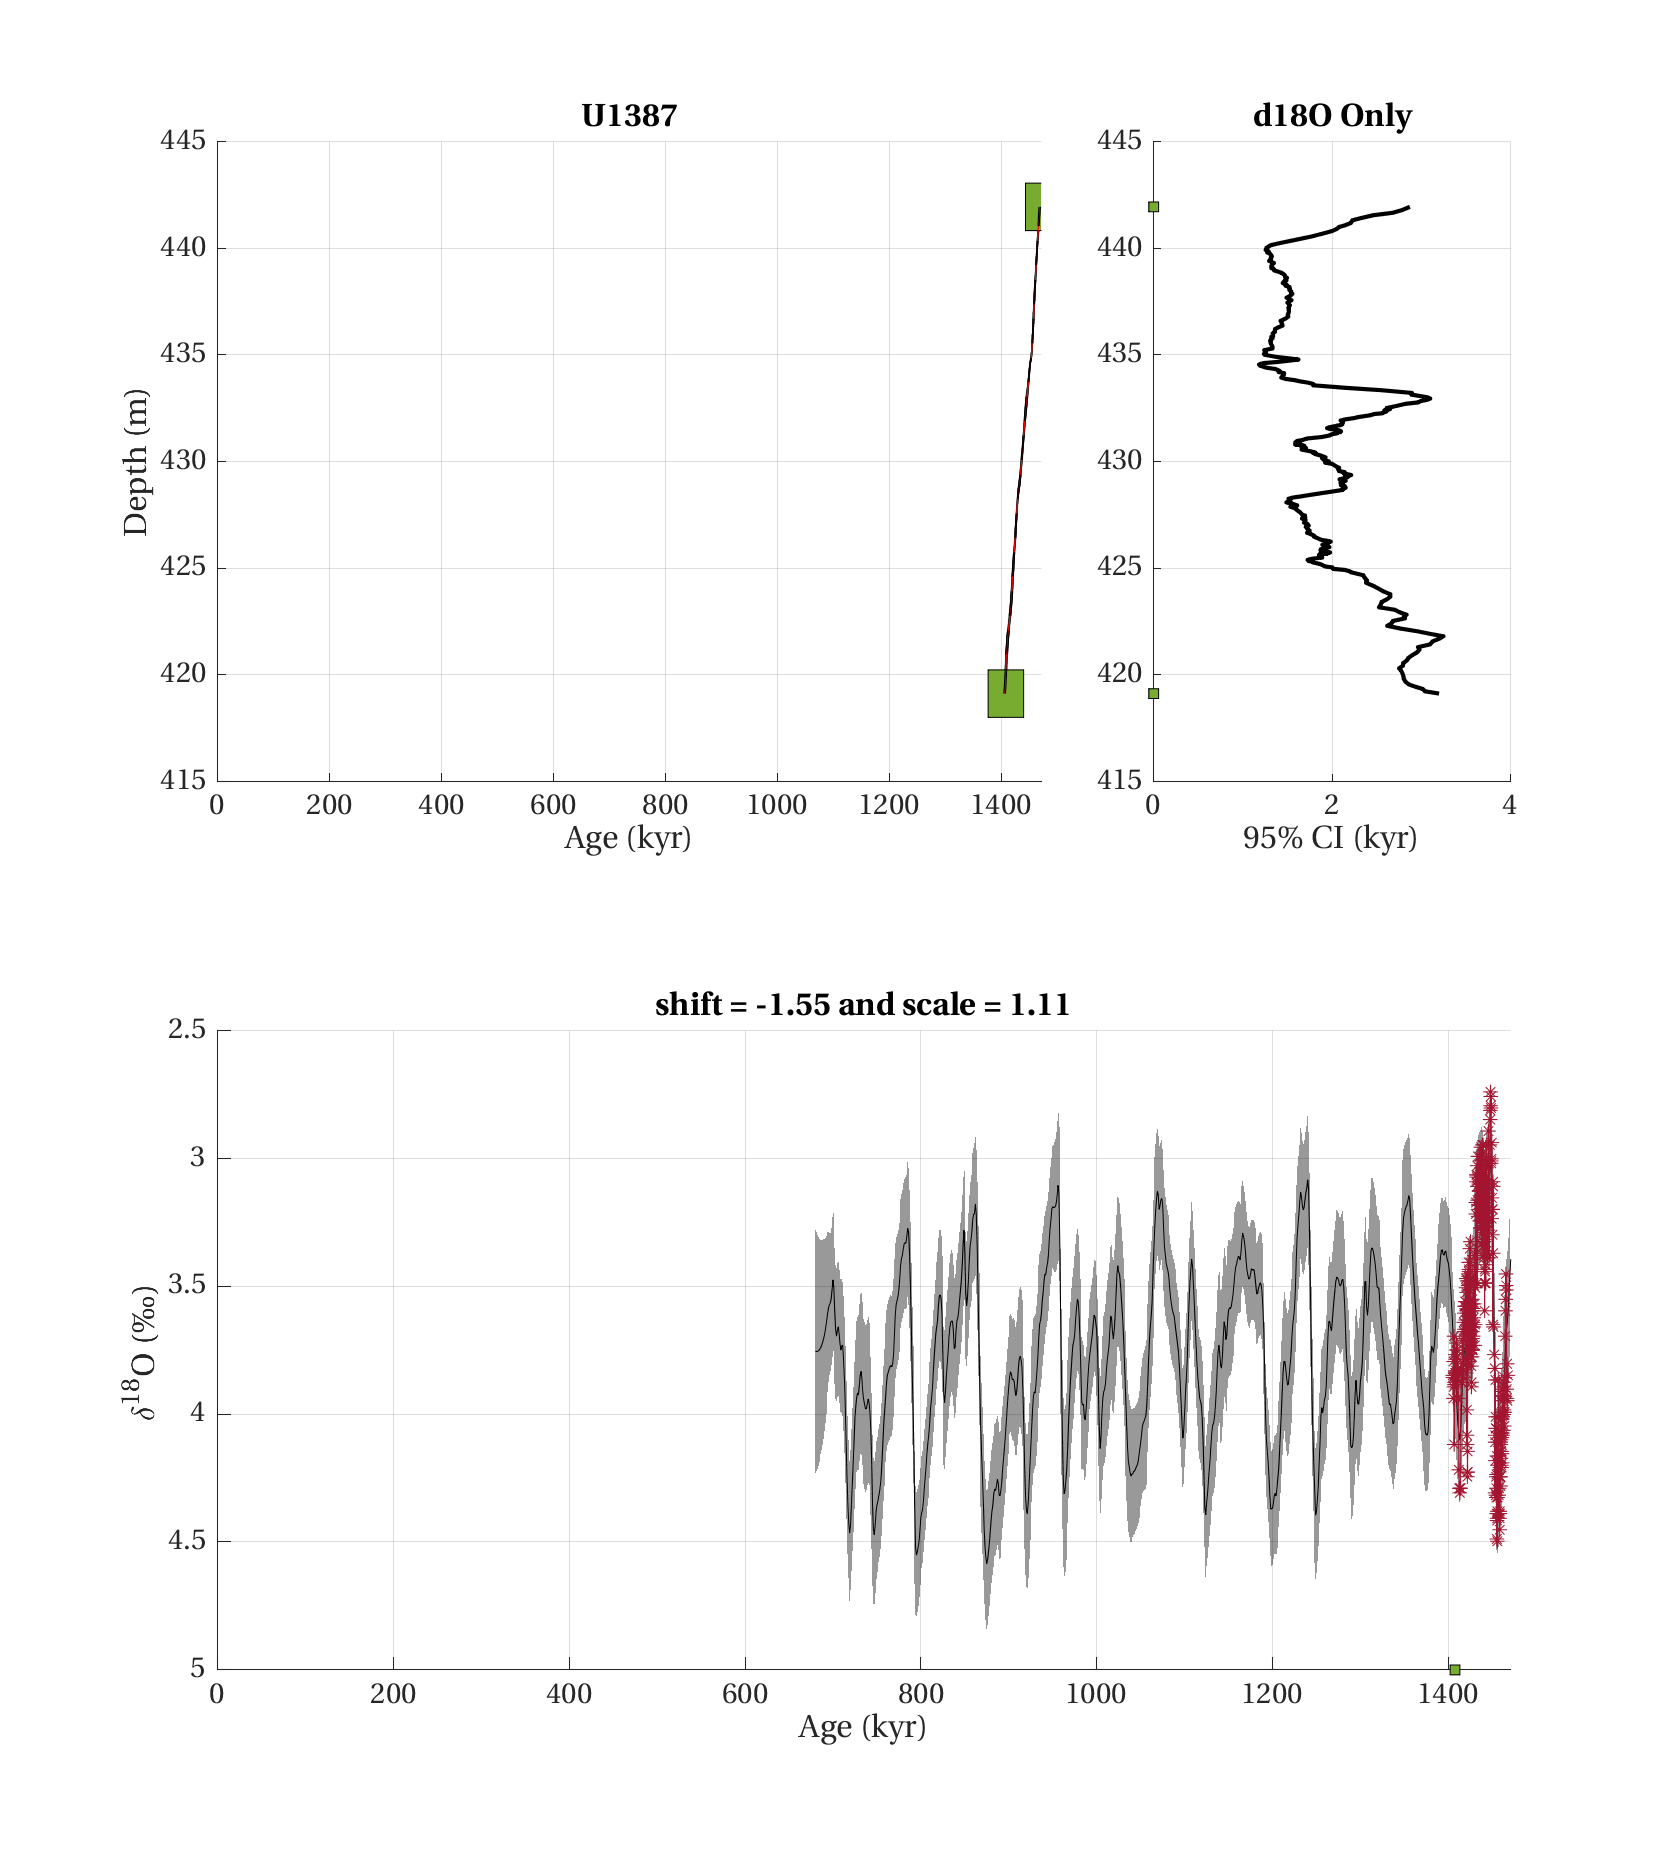 U1387
445
440
435
430
425
420
415
Depth (m)
0 200 400 600 800 1000 1200 1400
Age (kyr)
d18O Only
445
440
435
430
425
420
415
0 2 4
95% CI (kyr)
shift = -1.55 and scale = 1.11
2.5
3
3.5
4
4.5
5
δ¹⁸O (‰)
0 200 400 600 800 1000 1200 1400
Age (kyr)